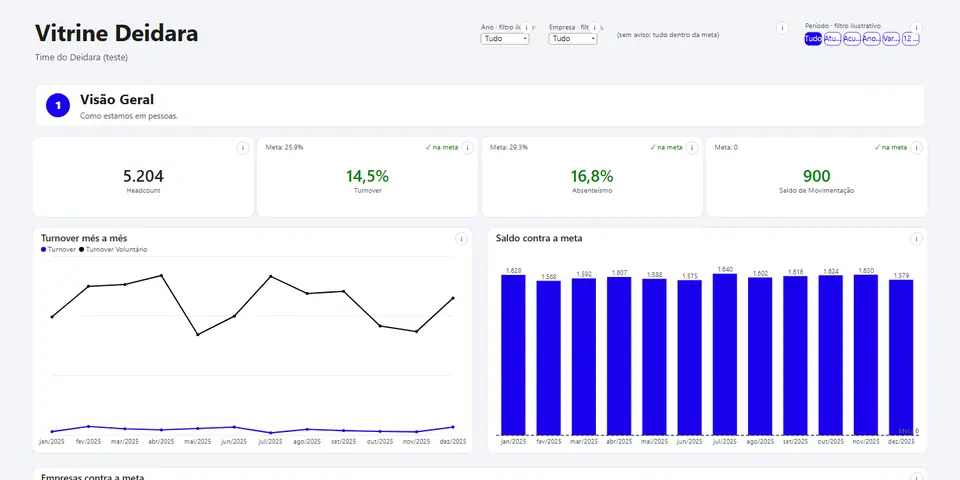 Vitrine Deidara
Time do Deidara (teste)
Ano - filtro
Tudo
Empresa - filt
Tudo
(sem aviso: tudo dentro da meta)
Período - filtro ilustrativo
Tudo Atu... Acu... Ano... Var... 12 ...
1
Visão Geral
Como estamos em pessoas.
5.204
Headcount
Meta: 25,9%
✓ na meta
14,5%
Turnover
Meta: 29,3%
✓ na meta
16,8%
Absenteísmo
Meta: 0
✓ na meta
900
Saldo de Movimentação
Turnover mês a mês
Turnover Turnover Voluntário
jan/2025 fev/2025 mar/2025 abr/2025 mai/2025 jun/2025 jul/2025 ago/2025 set/2025 out/2025 nov/2025 dez/2025
Saldo contra a meta
1.628 1.568 1.592 1.607 1.588 1.575 1.640 1.602 1.616 1.624 1.630 1.579
Meta: 0
jan/2025 fev/2025 mar/2025 abr/2025 mai/2025 jun/2025 jul/2025 ago/2025 set/2025 out/2025 nov/2025 dez/2025
Empresas contra a meta